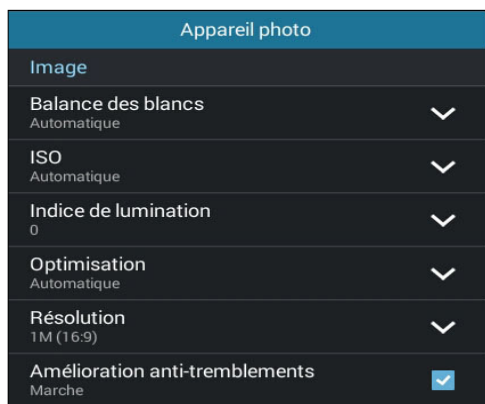 Appareil photo
Image
Balance des blancs
Automatique
ISO
Automatique
Indice de lumination
0
Optimisation
Automatique
Résolution
1M (16:9)
Amélioration anti-tremblements
Marche